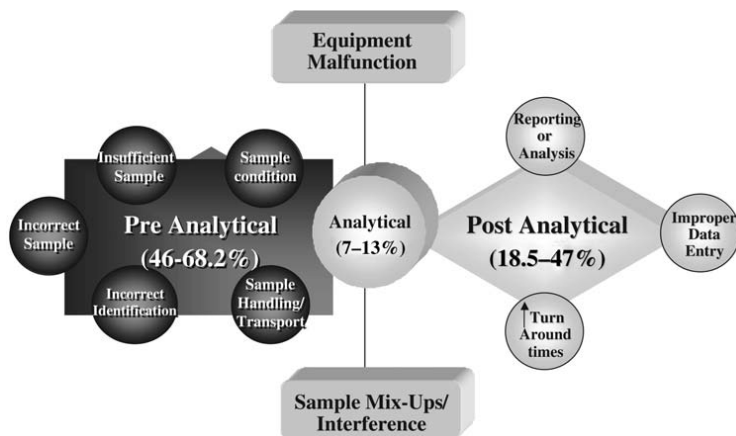 Equipment
Malfunction
Insufficient
Sample
Sample
condition
Incorrect
Sample
Pre Analytical
(46-68.2%)
Incorrect
Identification
Sample
Handling/
Transport
Analytical
(7–13%)
Reporting
or
Analysis
Post Analytical
(18.5–47%)
Improper
Data
Entry
Turn
Around
times
Sample Mix-Ups/
Interference